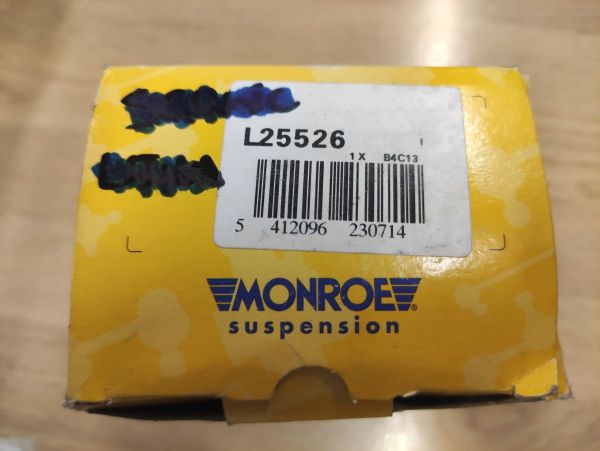 L25526
1 X B4C13
5 412096 230714
MONROE®
suspension